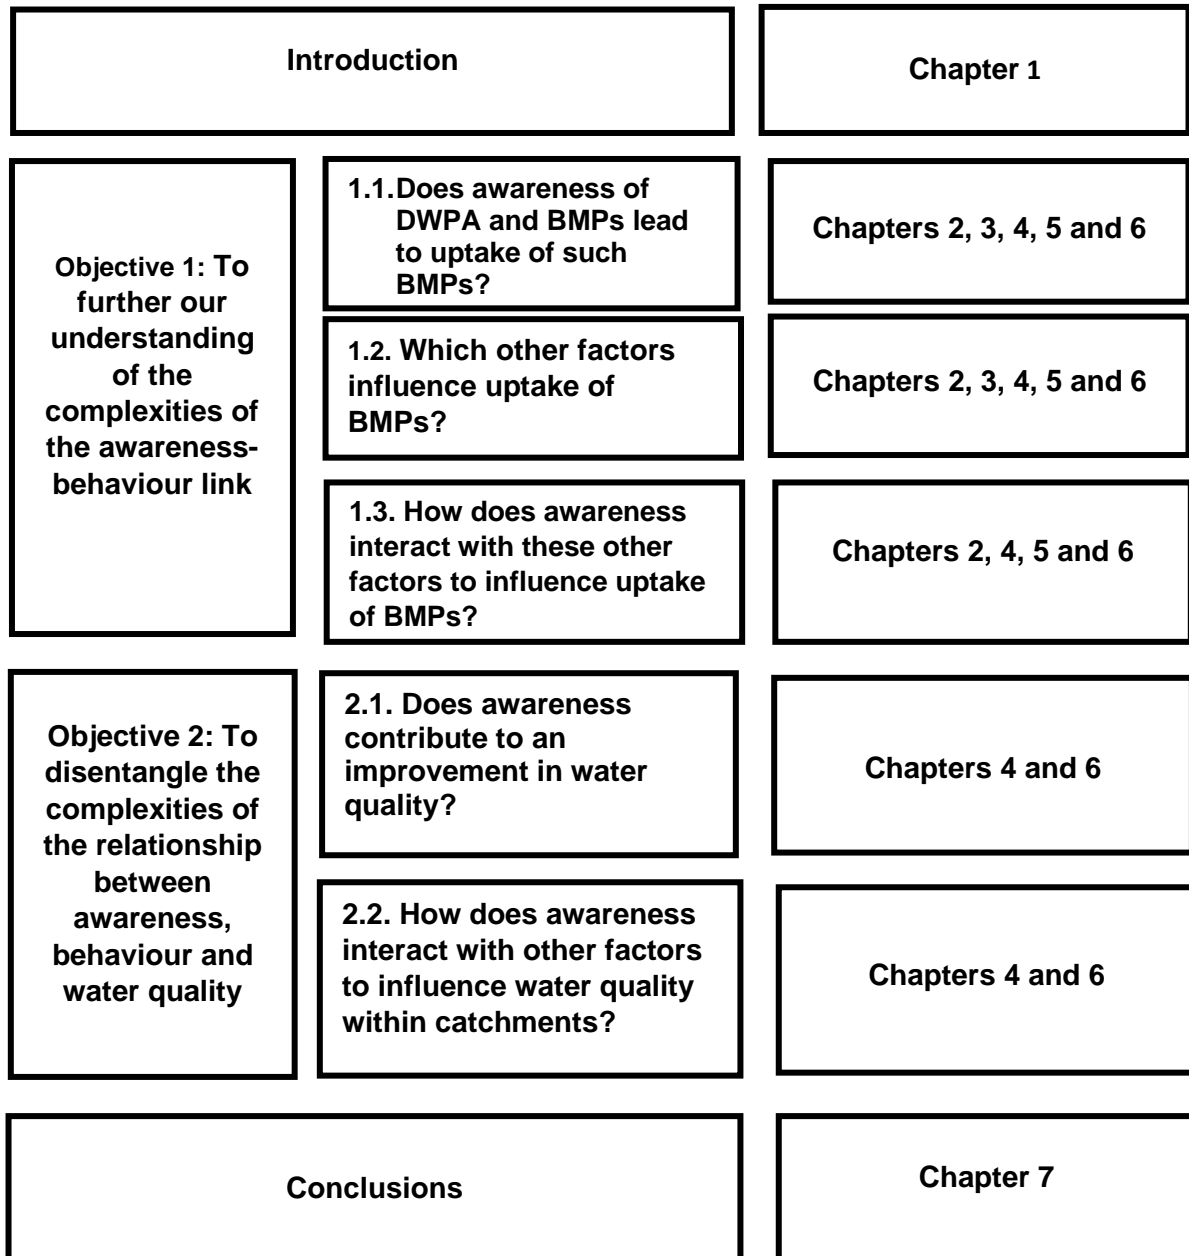 Introduction
Chapter 1
Objective 1: To
further our
understanding
of the
complexities of
the awareness-
behaviour link
1.1.Does awareness of
DWPA and BMPs lead
to uptake of such
BMPs?
Chapters 2, 3, 4, 5 and 6
1.2. Which other factors
influence uptake of
BMPs?
Chapters 2, 3, 4, 5 and 6
1.3. How does awareness
interact with these other
factors to influence uptake
of BMPs?
Chapters 2, 4, 5 and 6
Objective 2: To
disentangle the
complexities of
the relationship
between
awareness,
behaviour and
water quality
2.1. Does awareness
contribute to an
improvement in water
quality?
Chapters 4 and 6
2.2. How does awareness
interact with other factors
to influence water quality
within catchments?
Chapters 4 and 6
Conclusions
Chapter 7